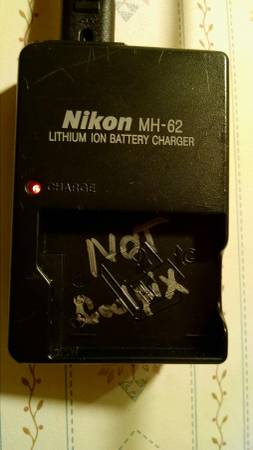 Nikon MH-62
LITHIUM ION BATTERY CHARGER
CHARGE
NOT
Coolpix